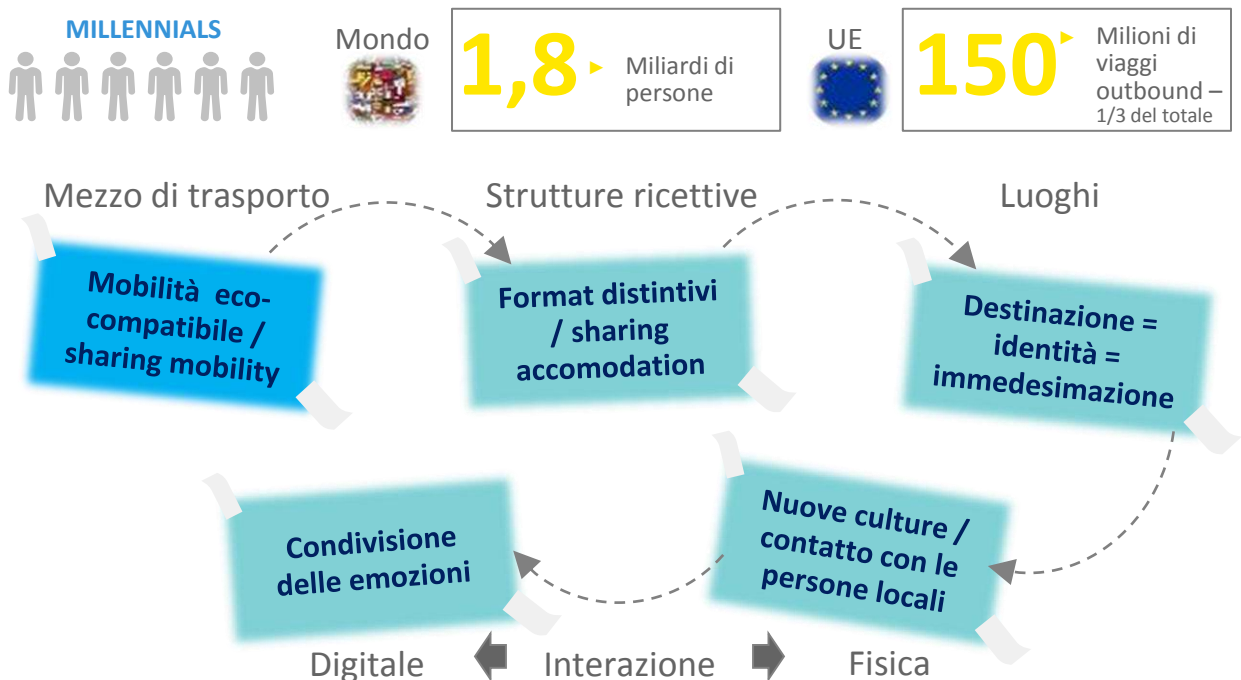 MILLENNIALS
Mondo
1,8
Miliardi di
persone
UE
150
Milioni di
viaggi
outbound –
1/3 del totale
Mezzo di trasporto
Strutture ricettive
Luoghi
Mobilità eco-
compatibile /
sharing mobility
Format distintivi
/ sharing
accomodation
Destinazione =
identità =
immedesimazione
Condivisione
delle emozioni
Nuove culture /
contatto con le
persone locali
Digitale
Interazione
Fisica